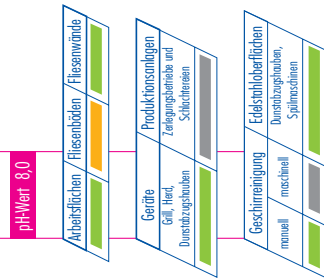 pH-Wert 8,0
Arbeitsflächen
Fliesenböden
Fliesenwände
Geräte
Grill, Herd,
Dunstabzugshauben
Produktionsanlagen
Zerlegungsbetriebe und
Schlachtereien
Geschirreinigung
manuell
maschinell
Edelstahloberflächen
Dunstabzugshauben,
Spülmaschinen